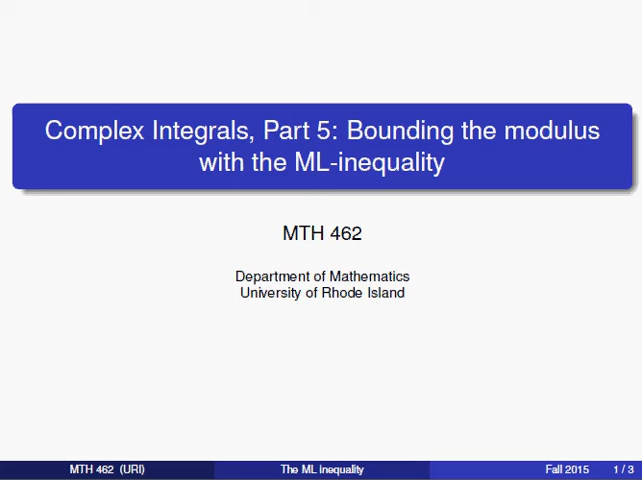 Complex Integrals, Part 5: Bounding the modulus
with the ML-inequality
MTH 462
Department of Mathematics
University of Rhode Island
MTH 462 (URI) The ML inequality Fall 2015 1 / 3